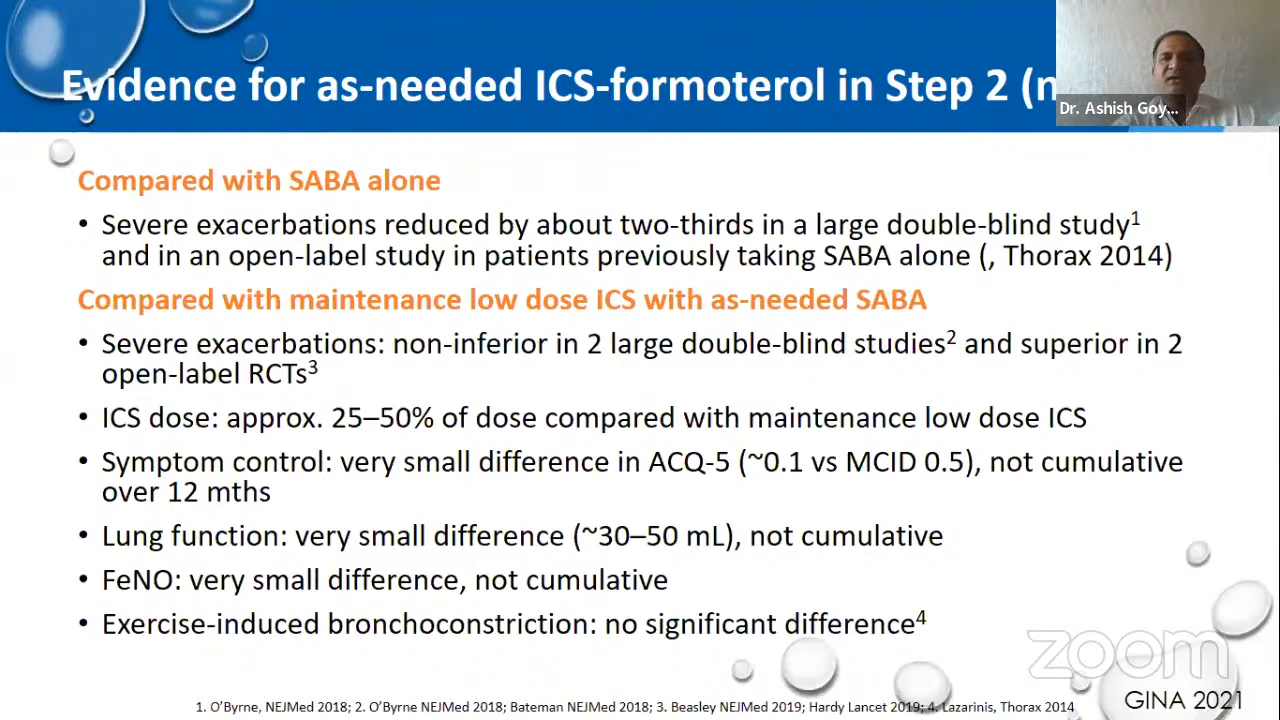 Evidence for as-needed ICS-formoterol in Step 2 (
Dr. Ashish Goy...
Compared with SABA alone
• Severe exacerbations reduced by about two-thirds in a large double-blind study1
and in an open-label study in patients previously taking SABA alone (, Thorax 2014)
Compared with maintenance low dose ICS with as-needed SABA
• Severe exacerbations: non-inferior in 2 large double-blind studies2 and superior in 2
open-label RCTs3
• ICS dose: approx. 25–50% of dose compared with maintenance low dose ICS
• Symptom control: very small difference in ACQ-5 (~0.1 vs MCID 0.5), not cumulative
over 12 mths
• Lung function: very small difference (~30–50 mL), not cumulative
• FeNO: very small difference, not cumulative
• Exercise-induced bronchoconstriction: no significant difference4
zoom
GINA 2021
1. O'Byrne, NEJMed 2018; 2. O'Byrne NEJMed 2018; Bateman NEJMed 2018; 3. Beasley NEJMed 2019; Hardy Lancet 2019; 4. Lazarinis, Thorax 2014